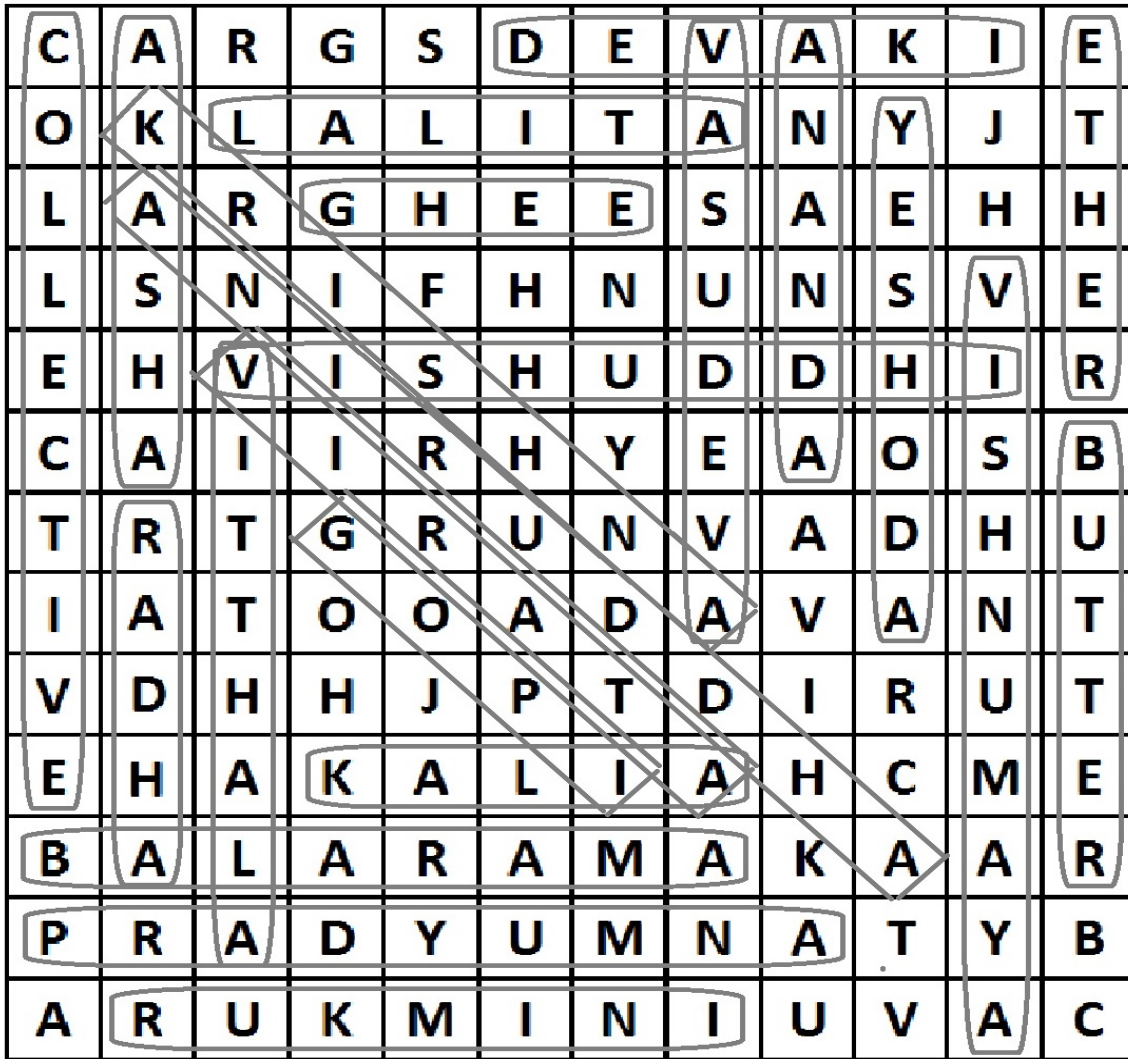 C A R G S D E V A K I E
O K L A L I T A N Y J T
L A R G H E E S A E H H
L S N I F H N U N S V E
E H V I S H U D D H I R
C A I I R H Y E A O S B
T R T G R U N V A D H U
I A T O O A D A V A N T
V D H H J P T D I R U T
E H A K A L I A H C M E
B A L A R A M A K A A R
P R A D Y U M N A T Y B
A R U K M I N I U V A C